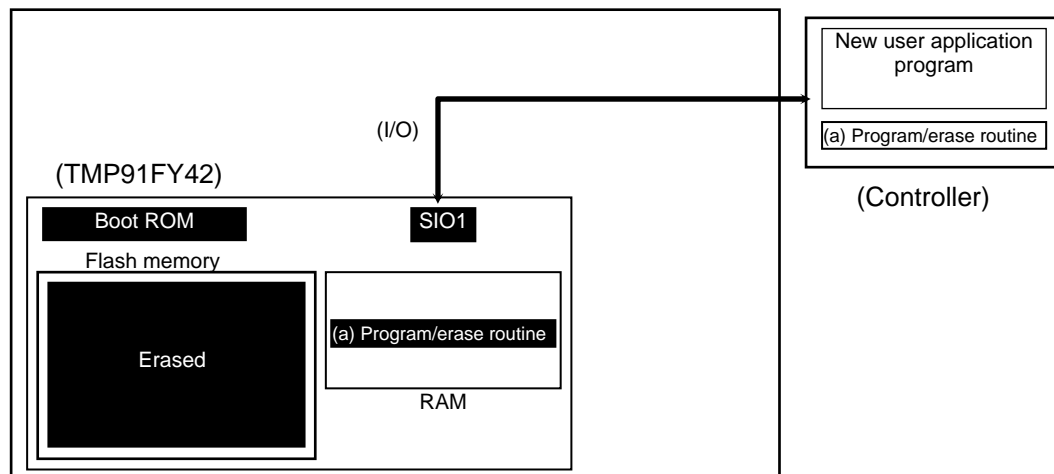 New user application
program
(I/O)
(a) Program/erase routine
(TMP91FY42)
(Controller)
Boot ROM
SIO1
Flash memory
(a) Program/erase routine
Erased
RAM